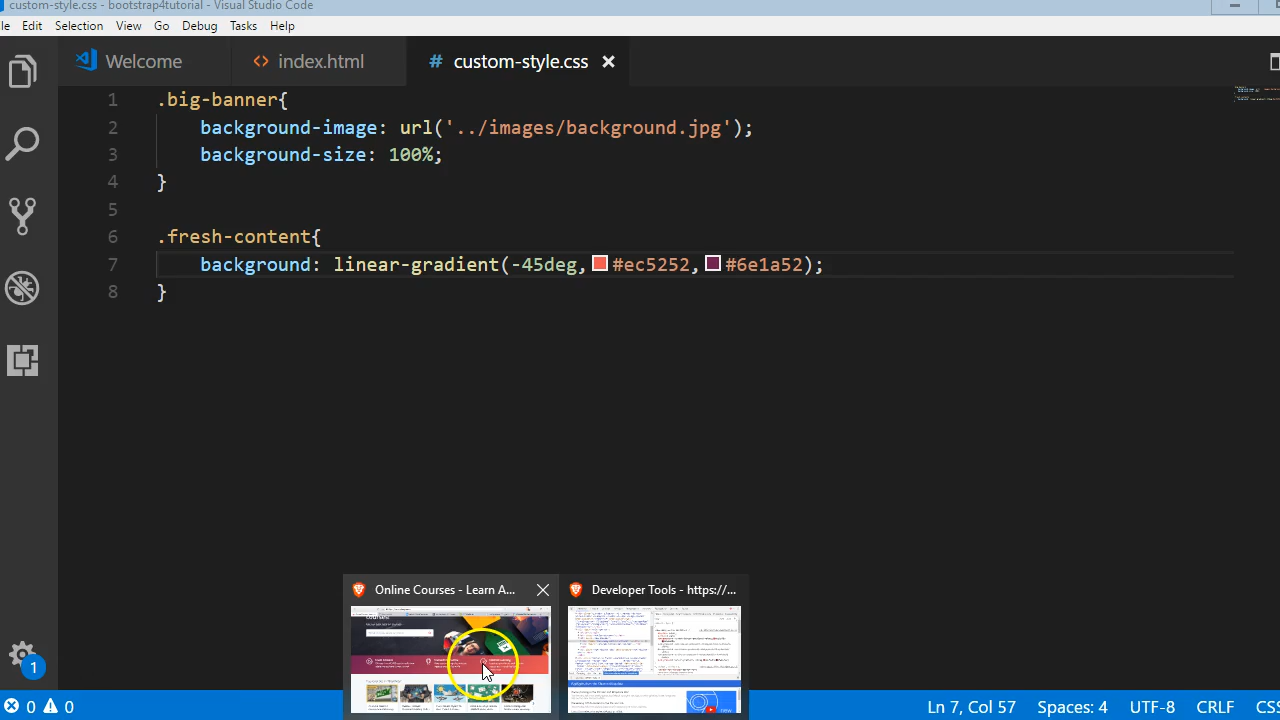 custom-style.css - bootstrap4tutorial - Visual Studio Code
le Edit Selection View Go Debug Tasks Help
Welcome
index.html
# custom-style.css
1 .big-banner{
2 background-image: url('../images/background.jpg');
3 background-size: 100%;
4 }
5
6 .fresh-content{
7 background: linear-gradient(-45deg,#ec5252,#6e1a52);
8 }
Online Courses - Learn A...
Developer Tools - https://...
1
0 0
Ln 7, Col 57 Spaces: 4 UTF-8 CRLF CSS